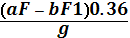 (aF – bF1)0.36
g